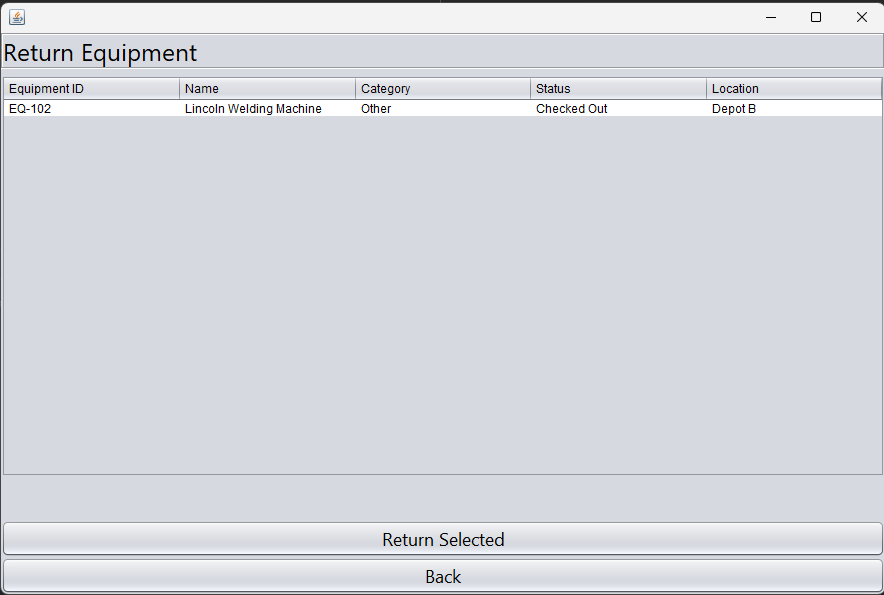 Return Equipment
Equipment ID Name Category Status Location
EQ-102 Lincoln Welding Machine Other Checked Out Depot B
Return Selected
Back